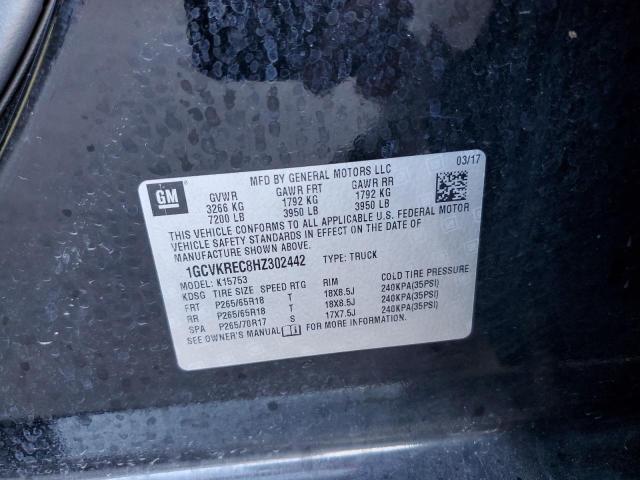 GM
MFD BY GENERAL MOTORS LLC 03/17
GVWR GAWR FRT GAWR RR
3266 KG 1792 KG 1792 KG
7200 LB 3950 LB 3950 LB
THIS VEHICLE CONFORMS TO ALL APPLICABLE U.S. FEDERAL MOTOR
VEHICLE SAFETY STANDARDS IN EFFECT ON THE DATE OF
MANUFACTURE SHOWN ABOVE.
1GCVKREC8HZ302442 TYPE: TRUCK
MODEL: K15753
KDSG TIRE SIZE SPEED RTG RIM COLD TIRE PRESSURE
FRT P265/65R18 T 18X8.5J 240KPA(35PSI)
RR P265/65R18 T 18X8.5J 240KPA(35PSI)
SPA P265/70R17 S 17X7.5J 240KPA(35PSI)
SEE OWNER'S MANUAL FOR MORE INFORMATION.